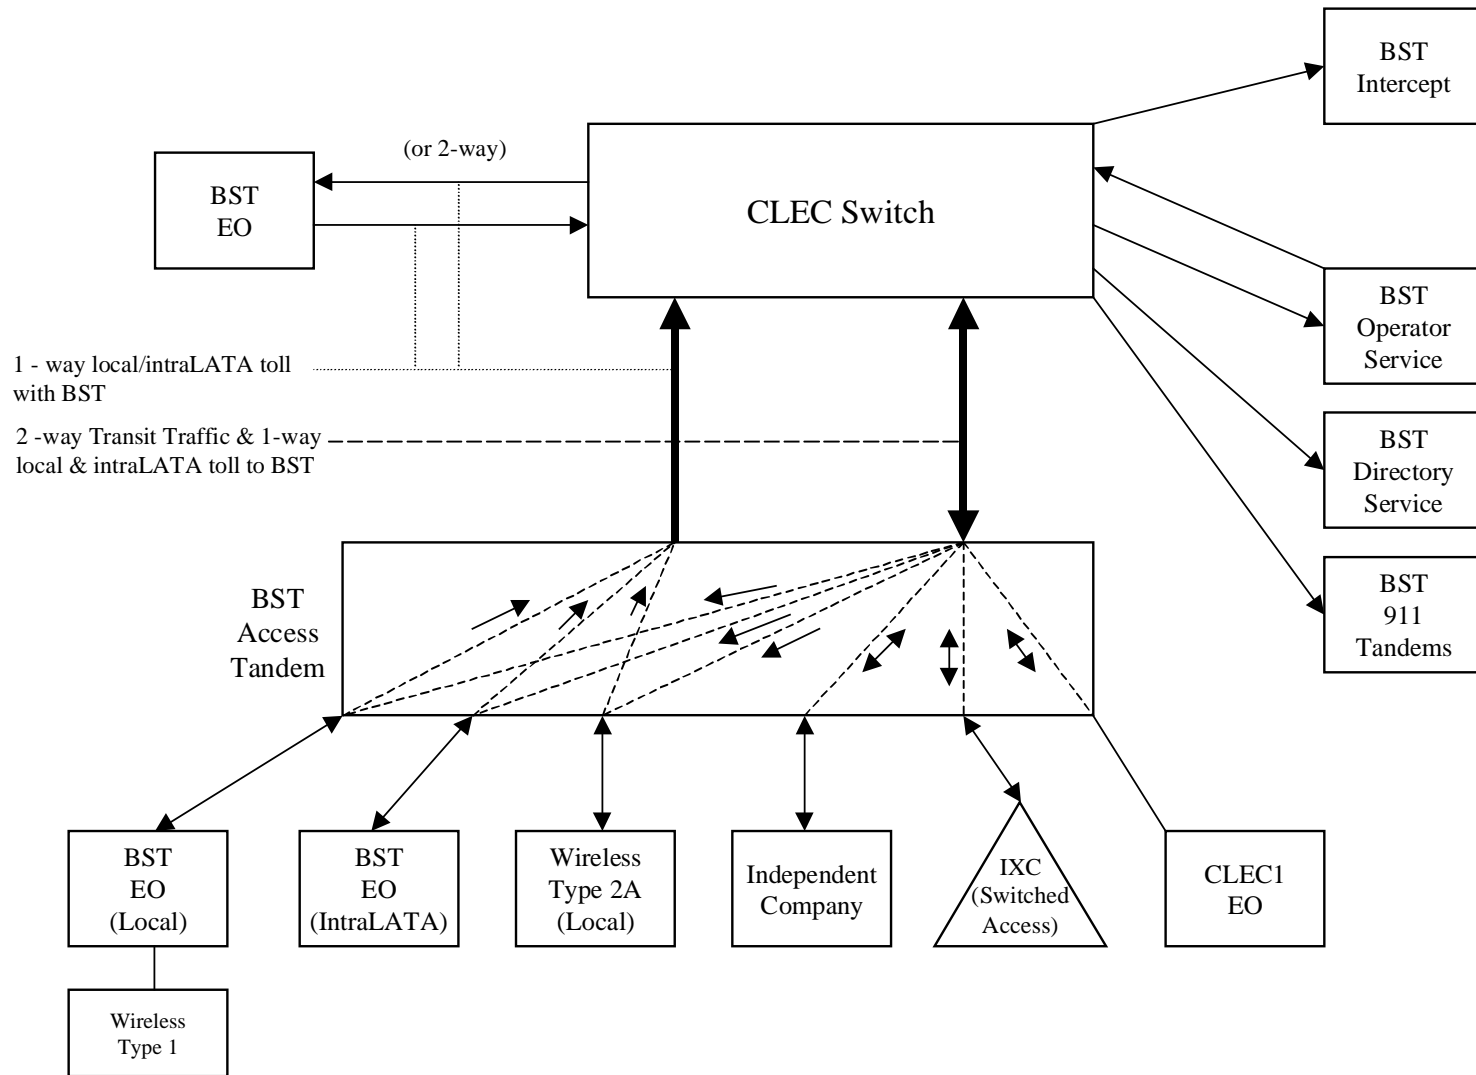 BST
Intercept
(or 2-way)
BST
EO
CLEC Switch
BST
Operator
Service
1 - way local/intraLATA toll
with BST
2 -way Transit Traffic & 1-way
local & intraLATA toll to BST
BST
Directory
Service
BST
911
Tandems
BST
Access
Tandem
BST
EO
(Local)
BST
EO
(IntraLATA)
Wireless
Type 2A
(Local)
Independent
Company
IXC
(Switched
Access)
CLEC1
EO
Wireless
Type 1